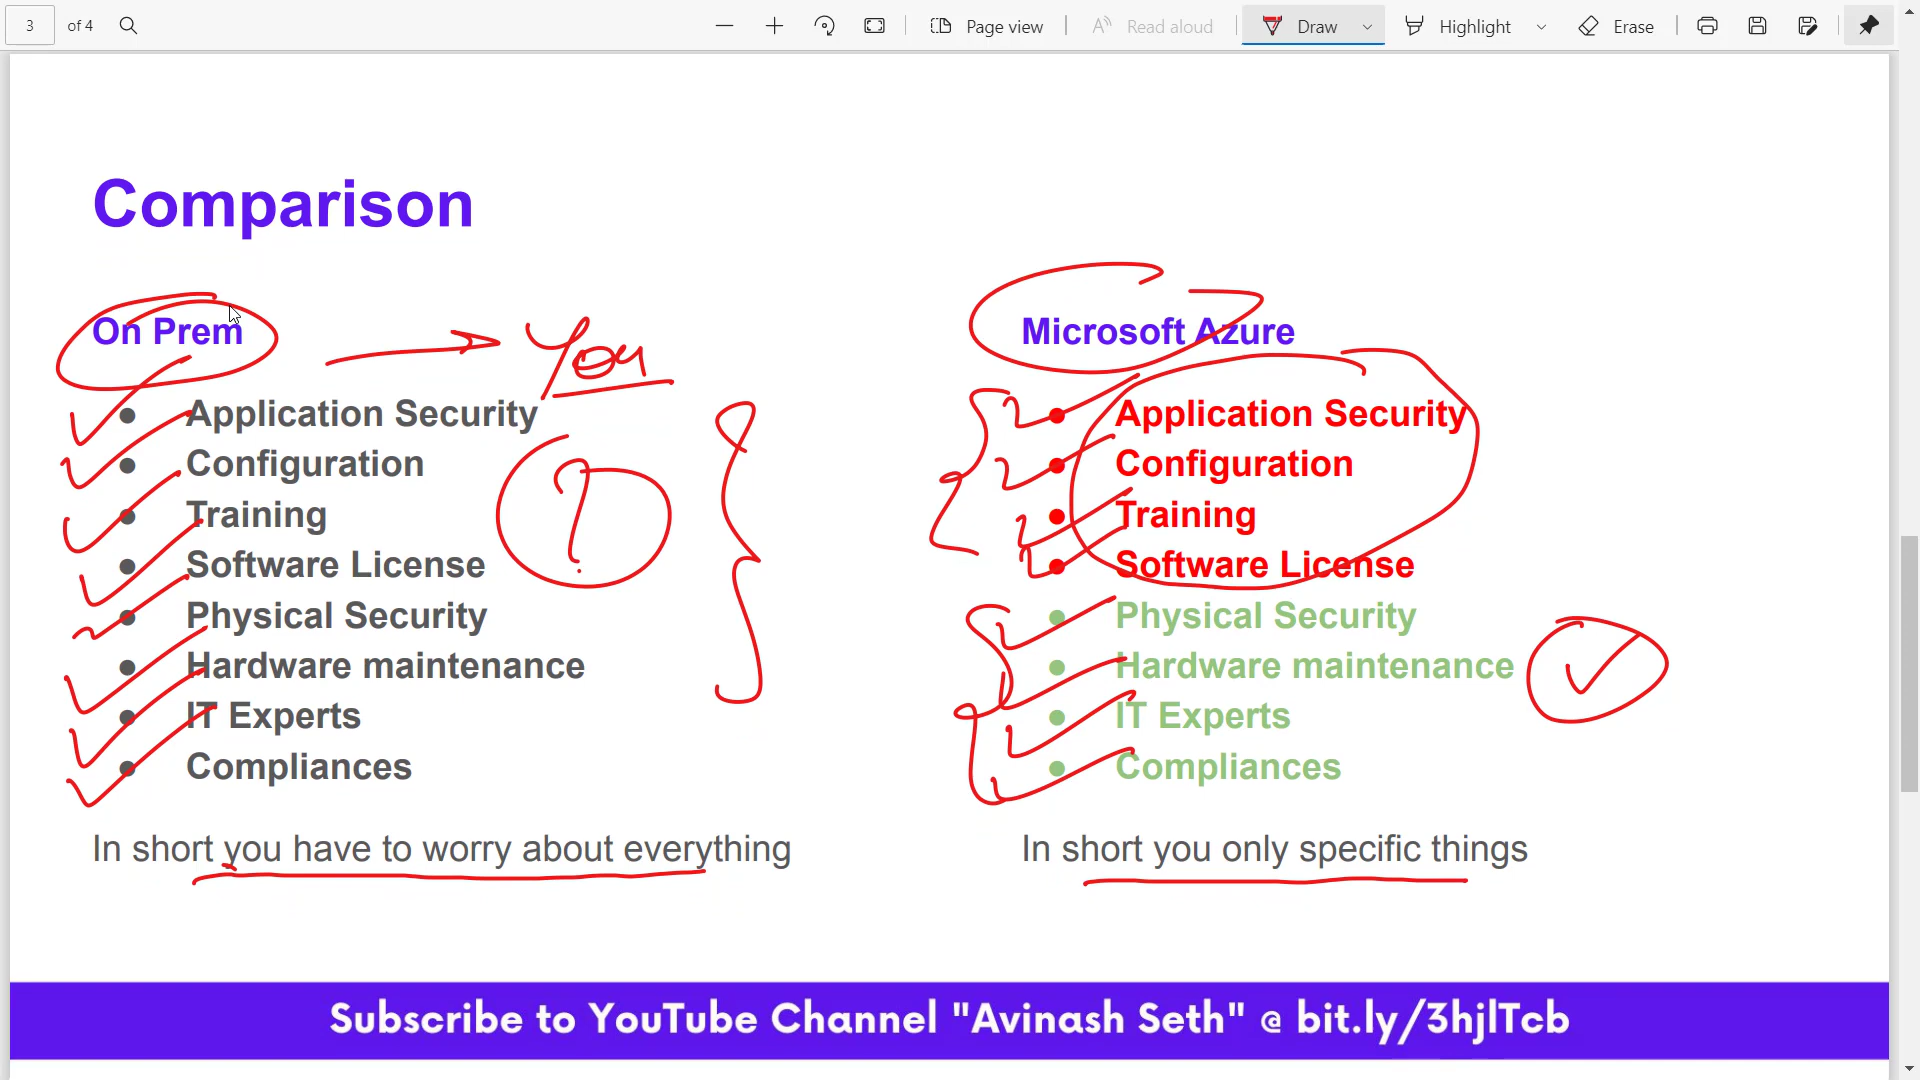 3 of 4 Page view Read aloud Draw Highlight Erase
Comparison
On Prem
You
● Application Security
● Configuration
● Training
● Software License
● Physical Security
● Hardware maintenance
● IT Experts
● Compliances
?
In short you have to worry about everything
Microsoft Azure
● Application Security
● Configuration
● Training
● Software License
● Physical Security
● Hardware maintenance
● IT Experts
● Compliances
In short you only specific things
Subscribe to YouTube Channel "Avinash Seth" @ bit.ly/3hjlTcb